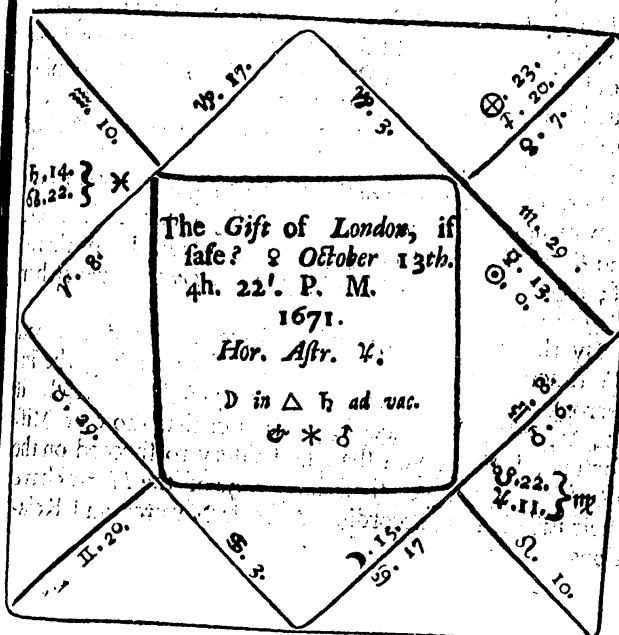 ♑. 17.
♑. 3.
⊕. 23.
♀. 20.
♒. 10.
♄. 14. } ♓
☊. 22. }
♏. 29.
☿. 13.
☉. 0.
The Gift of London, if
ſafe? ♀ October 13th.
4h. 22'. P. M.
1671.
Hor. Aſtr. ♃.
☽ in △ ♄ ad vac.
⚹ ♂
♈. 8.
♉. 29.
♎. 8.
♂. 6.
☋. 22. } ♍
♃. 11. }
♊. 20.
♋. 3.
☽. 15.
♋. 17
♌. 10.